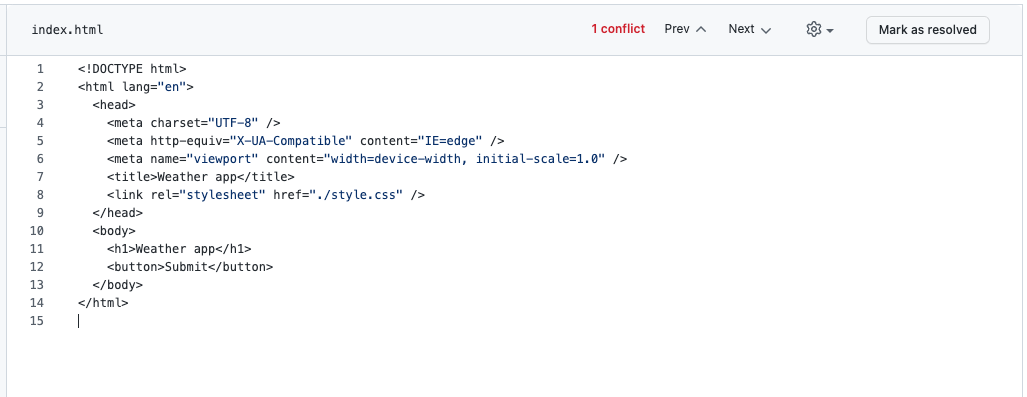 index.html 1 conflict Prev Next Mark as resolved
1 <!DOCTYPE html>
2 <html lang="en">
3 <head>
4 <meta charset="UTF-8" />
5 <meta http-equiv="X-UA-Compatible" content="IE=edge" />
6 <meta name="viewport" content="width=device-width, initial-scale=1.0" />
7 <title>Weather app</title>
8 <link rel="stylesheet" href="./style.css" />
9 </head>
10 <body>
11 <h1>Weather app</h1>
12 <button>Submit</button>
13 </body>
14 </html>
15